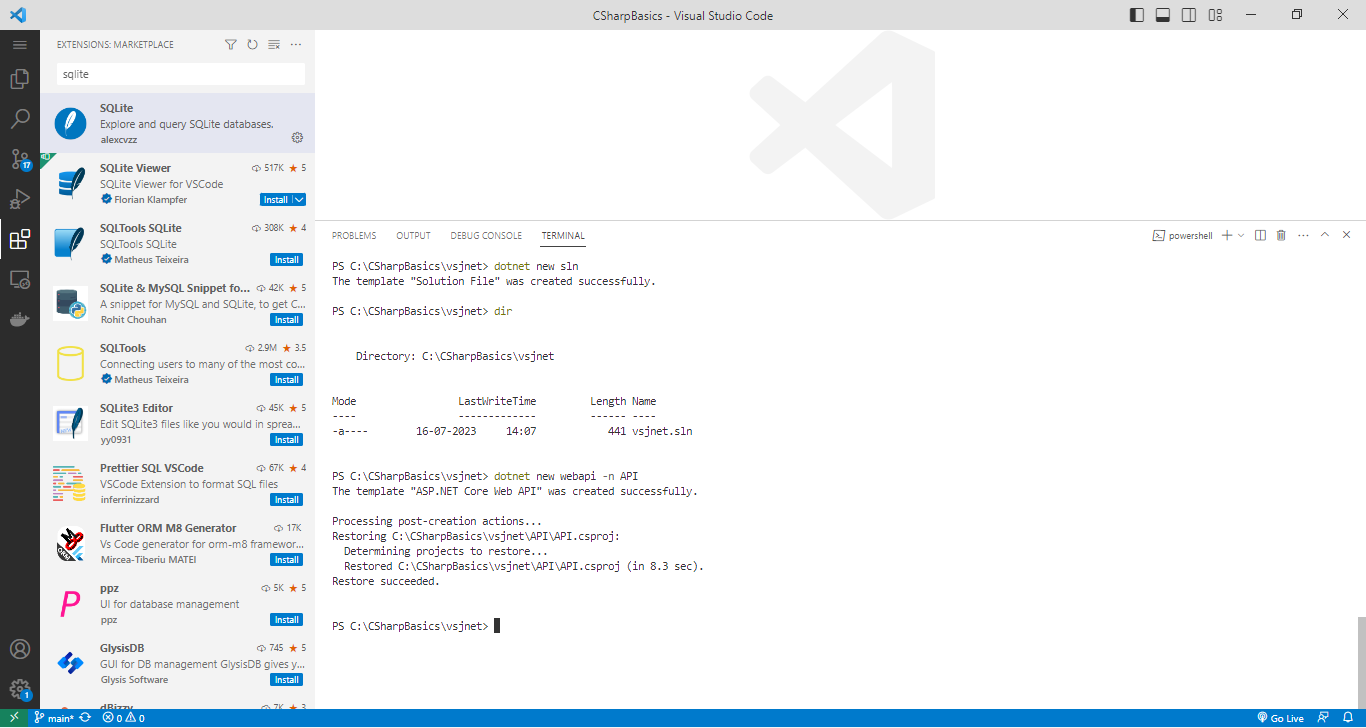 CSharpBasics - Visual Studio Code
EXTENSIONS: MARKETPLACE
sqlite
SQLite
Explore and query SQLite databases.
alexcvzz
SQLite Viewer 517K 5
SQLite Viewer for VSCode
Florian Klampfer Install
SQLTools SQLite 308K 4
SQLTools SQLite
Matheus Teixeira Install
SQLite & MySQL Snippet fo... 42K 5
A snippet for MySQL and SQLite, to get C...
Rohit Chouhan Install
SQLTools 2.9M 3.5
Connecting users to many of the most co...
Matheus Teixeira Install
SQLite3 Editor 45K 5
Edit SQLite3 files like you would in sprea...
yy0931 Install
Prettier SQL VSCode 67K 4
VSCode Extension to format SQL files
inferrinizzard Install
Flutter ORM M8 Generator 17K
Vs Code generator for orm-m8 framewor...
Mircea-Tiberiu MATEI Install
ORM
ppz 5K 5
UI for database management
ppz Install
P
GlysisDB 745 5
GUI for DB management GlysisDB gives y...
Glysis Software Install
dBizzy 7K 3
17
1
PROBLEMS OUTPUT DEBUG CONSOLE TERMINAL
powershell
PS C:\CSharpBasics\vsjnet> dotnet new sln
The template "Solution File" was created successfully.
PS C:\CSharpBasics\vsjnet> dir
Directory: C:\CSharpBasics\vsjnet
Mode LastWriteTime Length Name
---- ------------- ------ ----
-a---- 16-07-2023 14:07 441 vsjnet.sln
PS C:\CSharpBasics\vsjnet> dotnet new webapi -n API
The template "ASP.NET Core Web API" was created successfully.
Processing post-creation actions...
Restoring C:\CSharpBasics\vsjnet\API\API.csproj:
Determining projects to restore...
Restored C:\CSharpBasics\vsjnet\API\API.csproj (in 8.3 sec).
Restore succeeded.
PS C:\CSharpBasics\vsjnet>
main* 0 0 Go Live